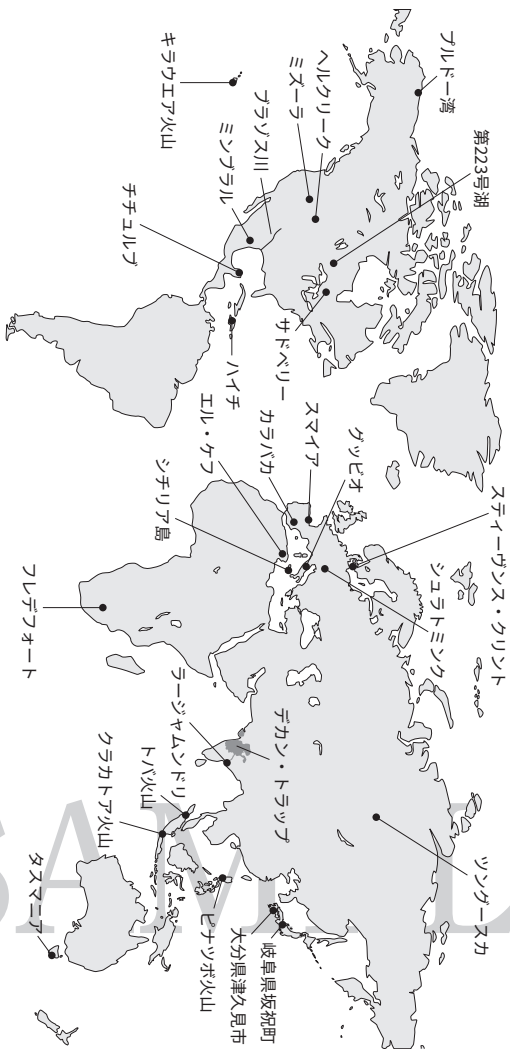 プルドー湾
第223号湖
ヘルクリーク
ミズーラ
ブラゾス川
ミンブラル
チチュルブ
キラウエア火山
サドベリー
ハイチ
スティーヴンス・クリント
シュラトミンク
グッビオ
スマイア
カラバカ
エル・ケフ
シチリア島
フレデフォート
ツングースカ
デカン・トラップ
ラージャムンドリ
トバ火山
クラカトア火山
タスマニア
ピナツボ火山
大分県津久見市
岐阜県坂祝町
SAMPL